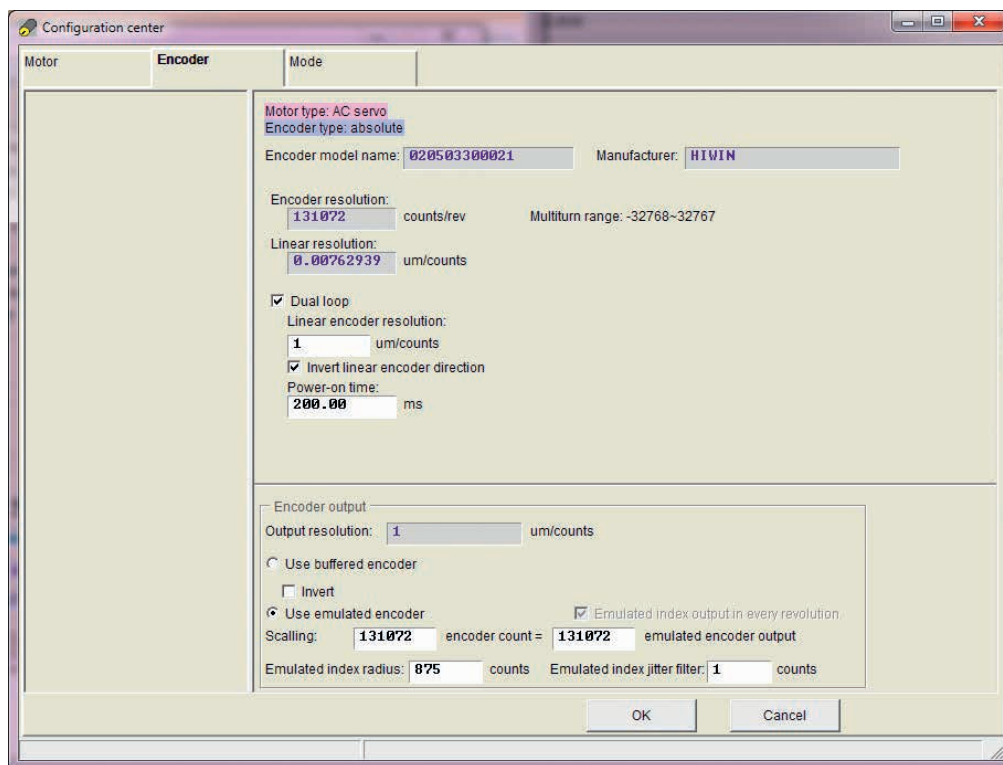 Configuration center
Motor Encoder Mode
Motor type: AC servo
Encoder type: absolute
Encoder model name: 020503300021 Manufacturer: HIWIN
Encoder resolution:
131072 counts/rev Multiturn range: -32768~32767
Linear resolution:
0.00762939 um/counts
Dual loop
Linear encoder resolution:
1 um/counts
Invert linear encoder direction
Power-on time:
200.00 ms
Encoder output
Output resolution: 1 um/counts
Use buffered encoder
Invert
Use emulated encoder Emulated index output in every revolution
Scalling: 131072 encoder count = 131072 emulated encoder output
Emulated index radius: 875 counts Emulated index jitter filter: 1 counts
OK Cancel